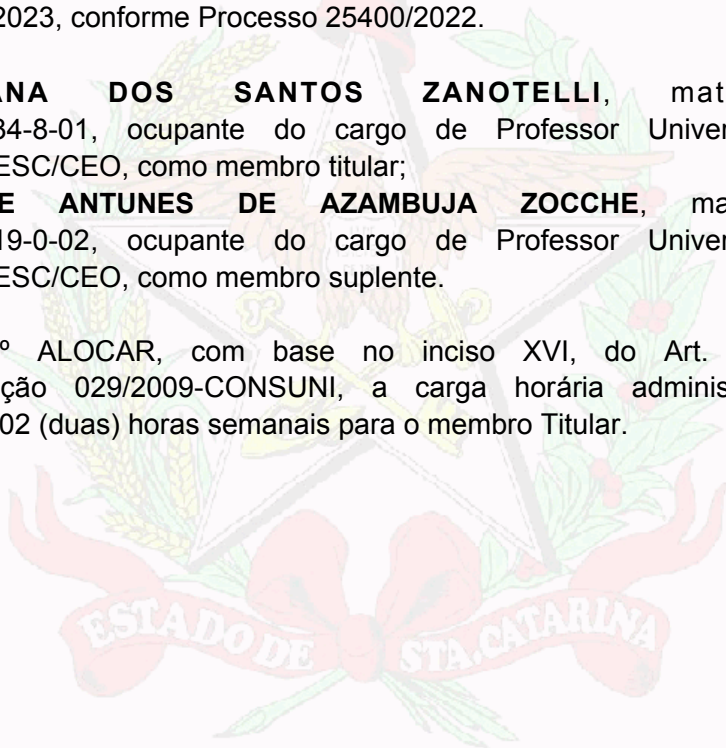 2023, conforme Processo 25400/2022.
ANA DOS SANTOS ZANOTELLI, mat
34-8-01, ocupante do cargo de Professor Univer
ESC/CEO, como membro titular;
E ANTUNES DE AZAMBUJA ZOCCHE, ma
19-0-02, ocupante do cargo de Professor Univer
ESC/CEO, como membro suplente.
º ALOCAR, com base no inciso XVI, do Art.
ção 029/2009-CONSUNI, a carga horária adminis
02 (duas) horas semanais para o membro Titular.
ESTADO DE STA. CATARINA